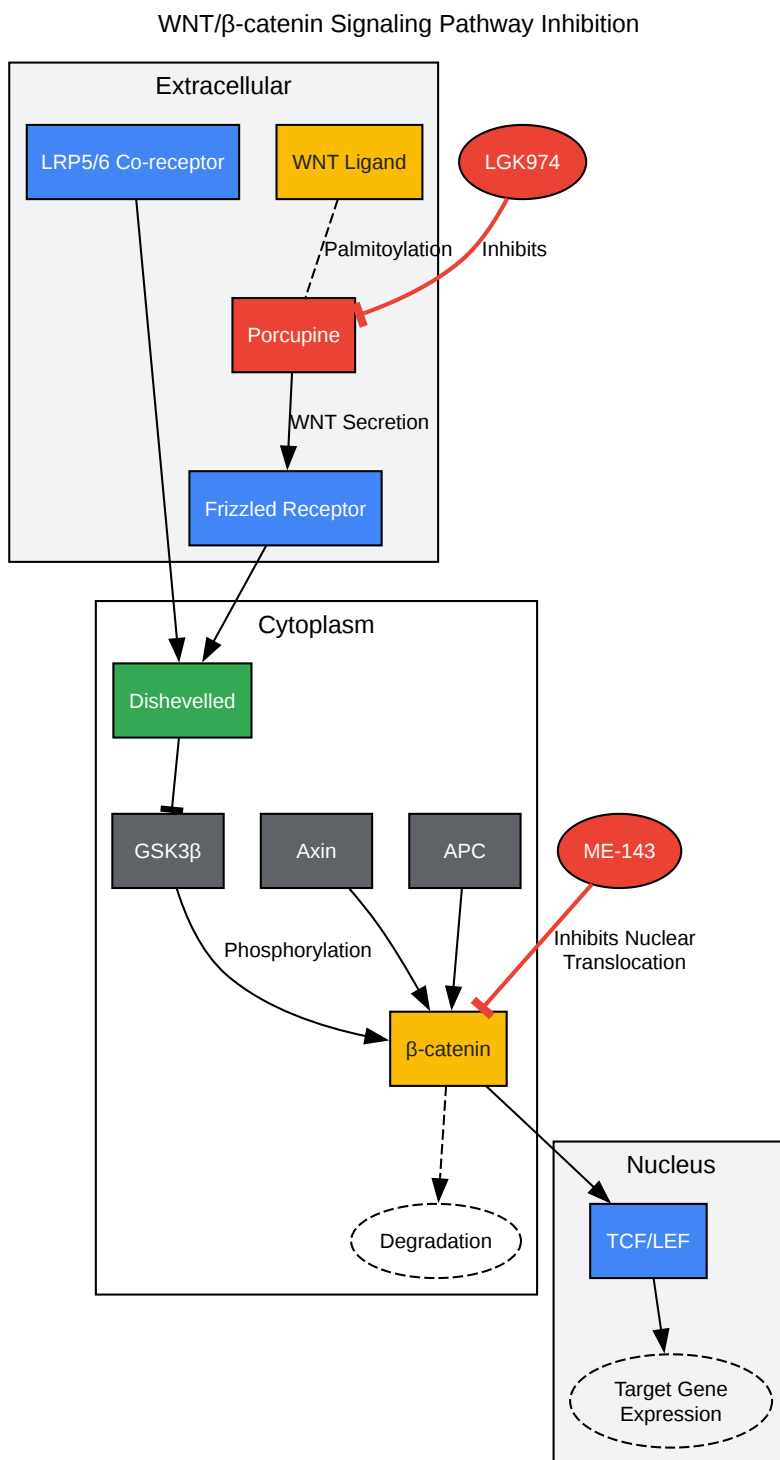 WNT/β-catenin Signaling Pathway Inhibition
Extracellular
LRP5/6 Co-receptor
WNT Ligand
LGK974
Palmitoylation
Inhibits
Porcupine
WNT Secretion
Frizzled Receptor
Cytoplasm
Dishevelled
GSK3β
Axin
APC
ME-143
Phosphorylation
Inhibits Nuclear
Translocation
β-catenin
Nucleus
Degradation
TCF/LEF
Target Gene
Expression